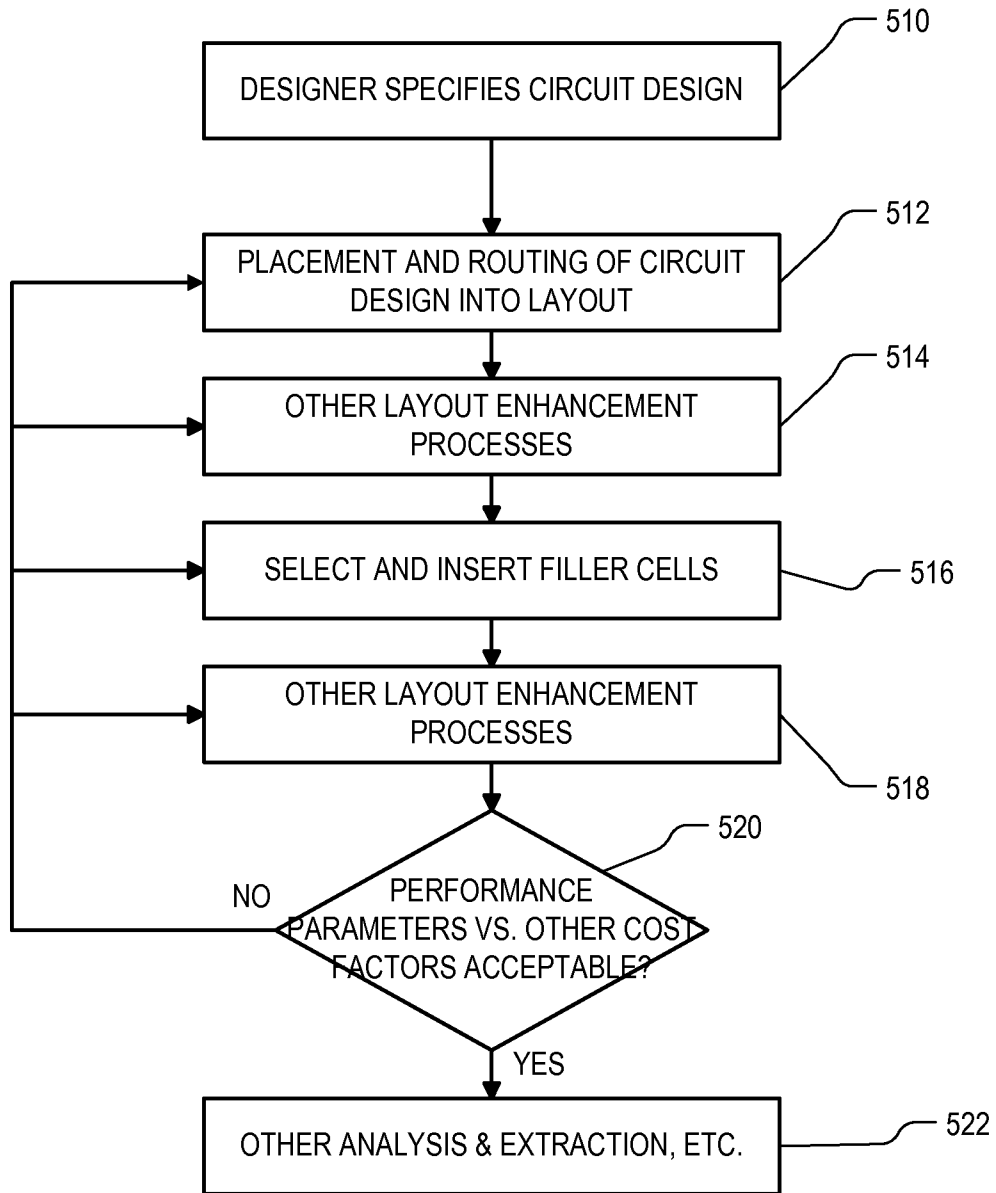 510
DESIGNER SPECIFIES CIRCUIT DESIGN
512
PLACEMENT AND ROUTING OF CIRCUIT
DESIGN INTO LAYOUT
514
OTHER LAYOUT ENHANCEMENT
PROCESSES
SELECT AND INSERT FILLER CELLS
516
OTHER LAYOUT ENHANCEMENT
PROCESSES
518
520
NO
PERFORMANCE
PARAMETERS VS. OTHER COST
FACTORS ACCEPTABLE?
YES
OTHER ANALYSIS & EXTRACTION, ETC.
522